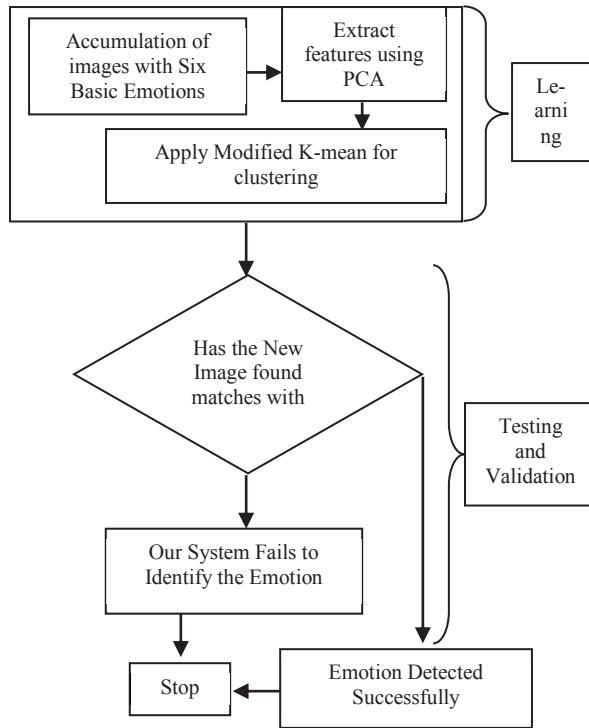 Accumulation of
images with Six
Basic Emotions
Extract
features using
PCA
Apply Modified K-mean for
clustering
Le-
arni
ng
Has the New
Image found
matches with
Testing
and
Validation
Our System Fails to
Identify the Emotion
Stop
Emotion Detected
Successfully